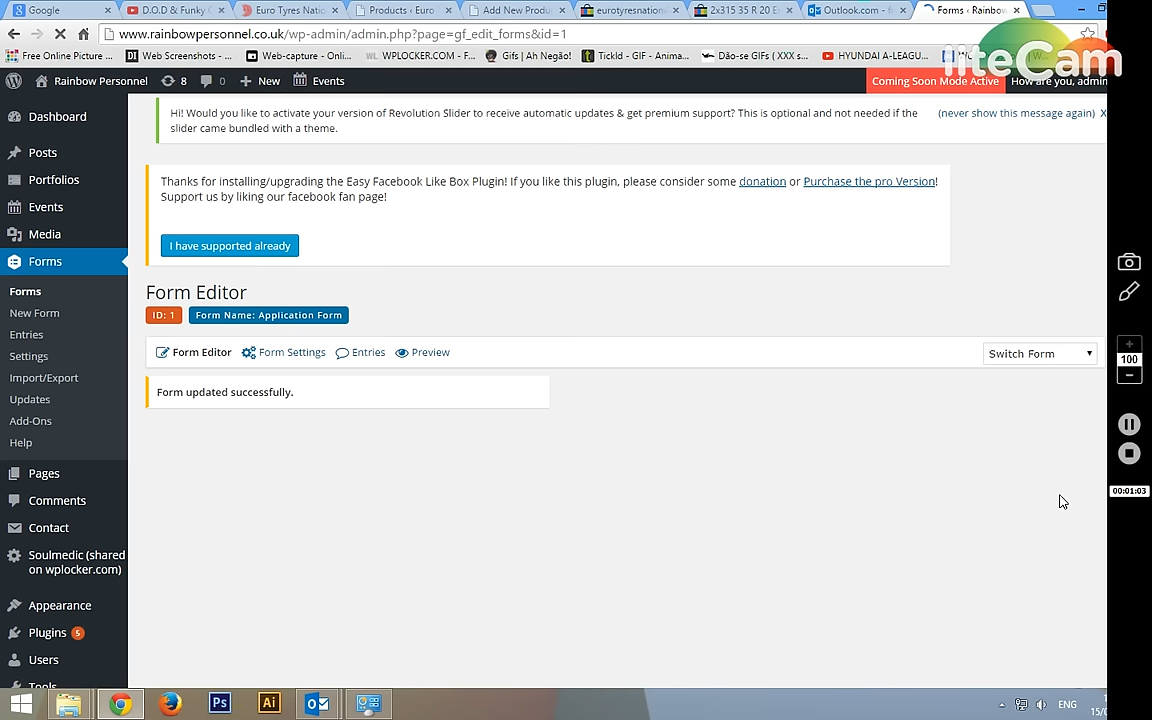 Google
D.O.D & Funky
Euro Tyres Nati
Products ‹ Euro
Add New Produ
eurotyresnation
2x315 35 R 20 E
Outlook.com - f
Forms ‹ Rainbow
www.rainbowpersonnel.co.uk/wp-admin/admin.php?page=gf_edit_forms&id=1
Free Online Picture ...
Web Screenshots - ...
Web-capture - Onli...
WPLOCKER.COM - F...
Gifs | Ah Negão!
TickId - GIF - Anima...
Dão-se GIFs ( XXX s...
HYUNDAI A-LEAGU...
liteCam
Rainbow Personnel
8
0
New
Events
Coming Soon Mode Active
How are you, admin
Dashboard
Posts
Portfolios
Events
Media
Forms
Forms
New Form
Entries
Settings
Import/Export
Updates
Add-Ons
Help
Pages
Comments
Contact
Soulmedic (shared
on wplocker.com)
Appearance
Plugins 5
Users
Tools
Hi! Would you like to activate your version of Revolution Slider to receive automatic updates & get premium support? This is optional and not needed if the
slider came bundled with a theme.
(never show this message again) X
Thanks for installing/upgrading the Easy Facebook Like Box Plugin! If you like this plugin, please consider some donation or Purchase the pro Version!
Support us by liking our facebook fan page!
I have supported already
Form Editor
ID: 1
Form Name: Application Form
Form Editor
Form Settings
Entries
Preview
Switch Form
Form updated successfully.
100
00:01:03
Ps
Ai
ENG
15/0